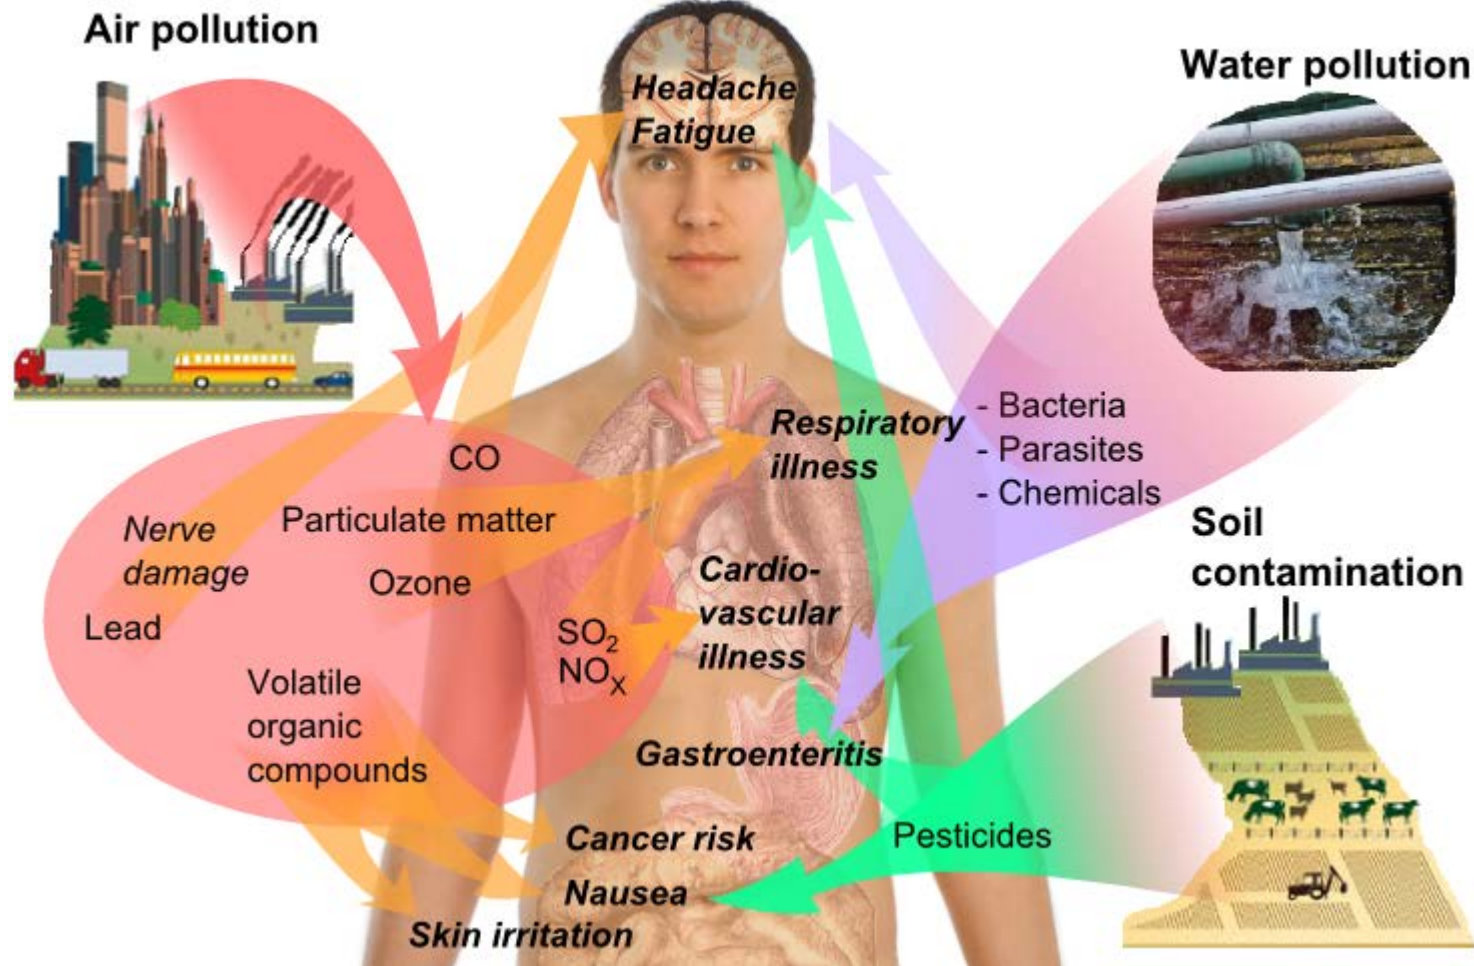 Air pollution
Water pollution
Headache
Fatigue
Respiratory
illness
- Bacteria
- Parasites
- Chemicals
CO
Particulate matter
Ozone
Nerve
damage
Lead
SO₂
NOₓ
Volatile
organic
compounds
Cardio-
vascular
illness
Soil
contamination
Gastroenteritis
Pesticides
Cancer risk
Nausea
Skin irritation